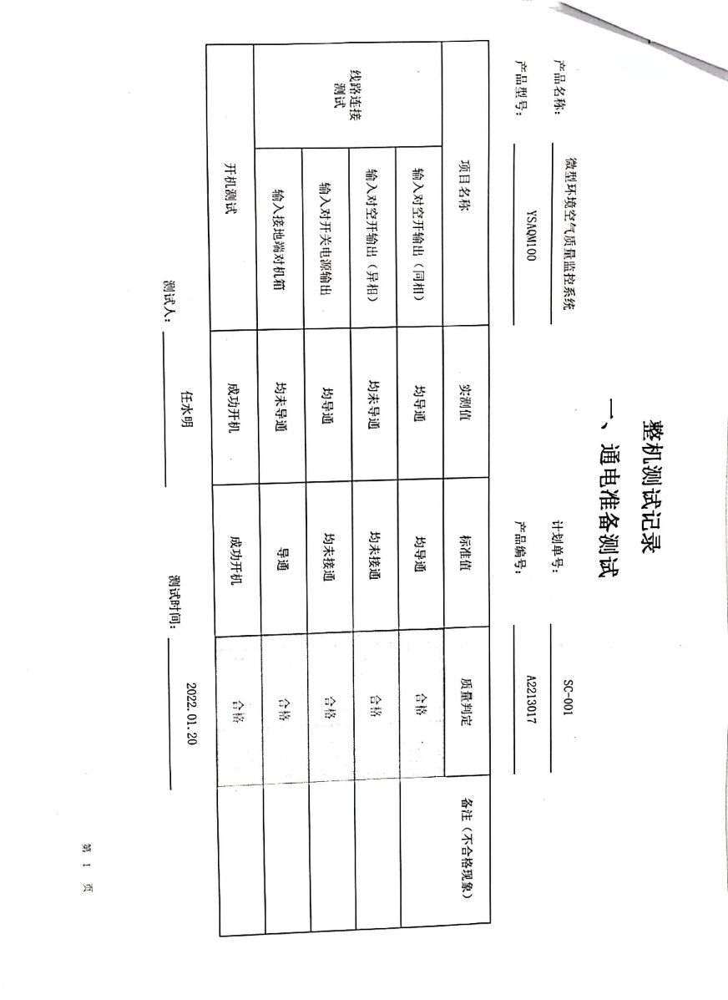 整机测试记录
一、通电准备测试
产品名称: 微型环境空气质量监控系统 计划单号: SC-001
产品型号: YSAQM100 产品编号: A2213017
项目名称 实测值 标准值 质量判定 备注(不合格现象)
线路连接
测试
输入对空开输出(同相) 均导通 均导通 合格
输入对空开输出(异相) 均未导通 均未接通 合格
输入对开关电源输出 均导通 均未接通 合格
输入接地端对机箱 均未导通 导通 合格
开机测试 成功开机 成功开机 合格
测试人: 任水明 测试时间: 2022.01.20
第 1 页